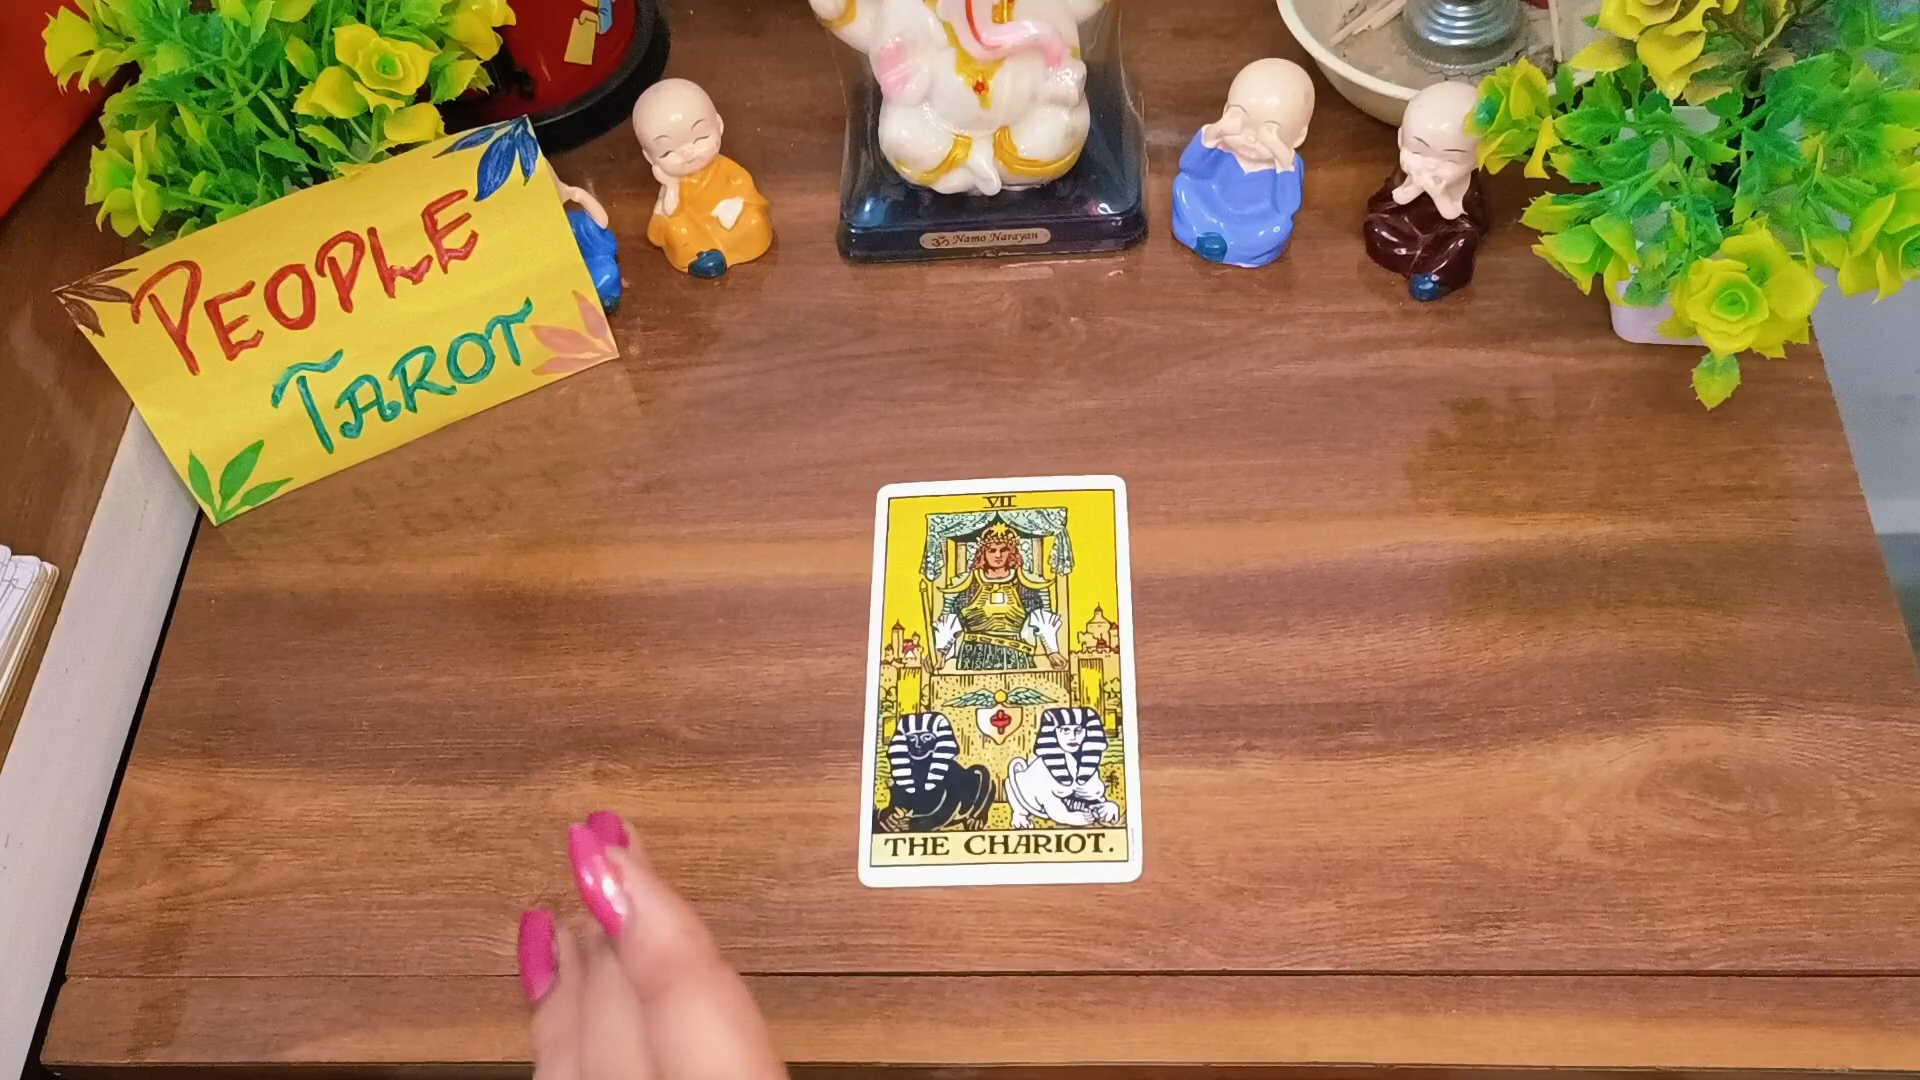 PEOPLE
TAROT
ॐ Namo Narayan
VII
THE CHARIOT.